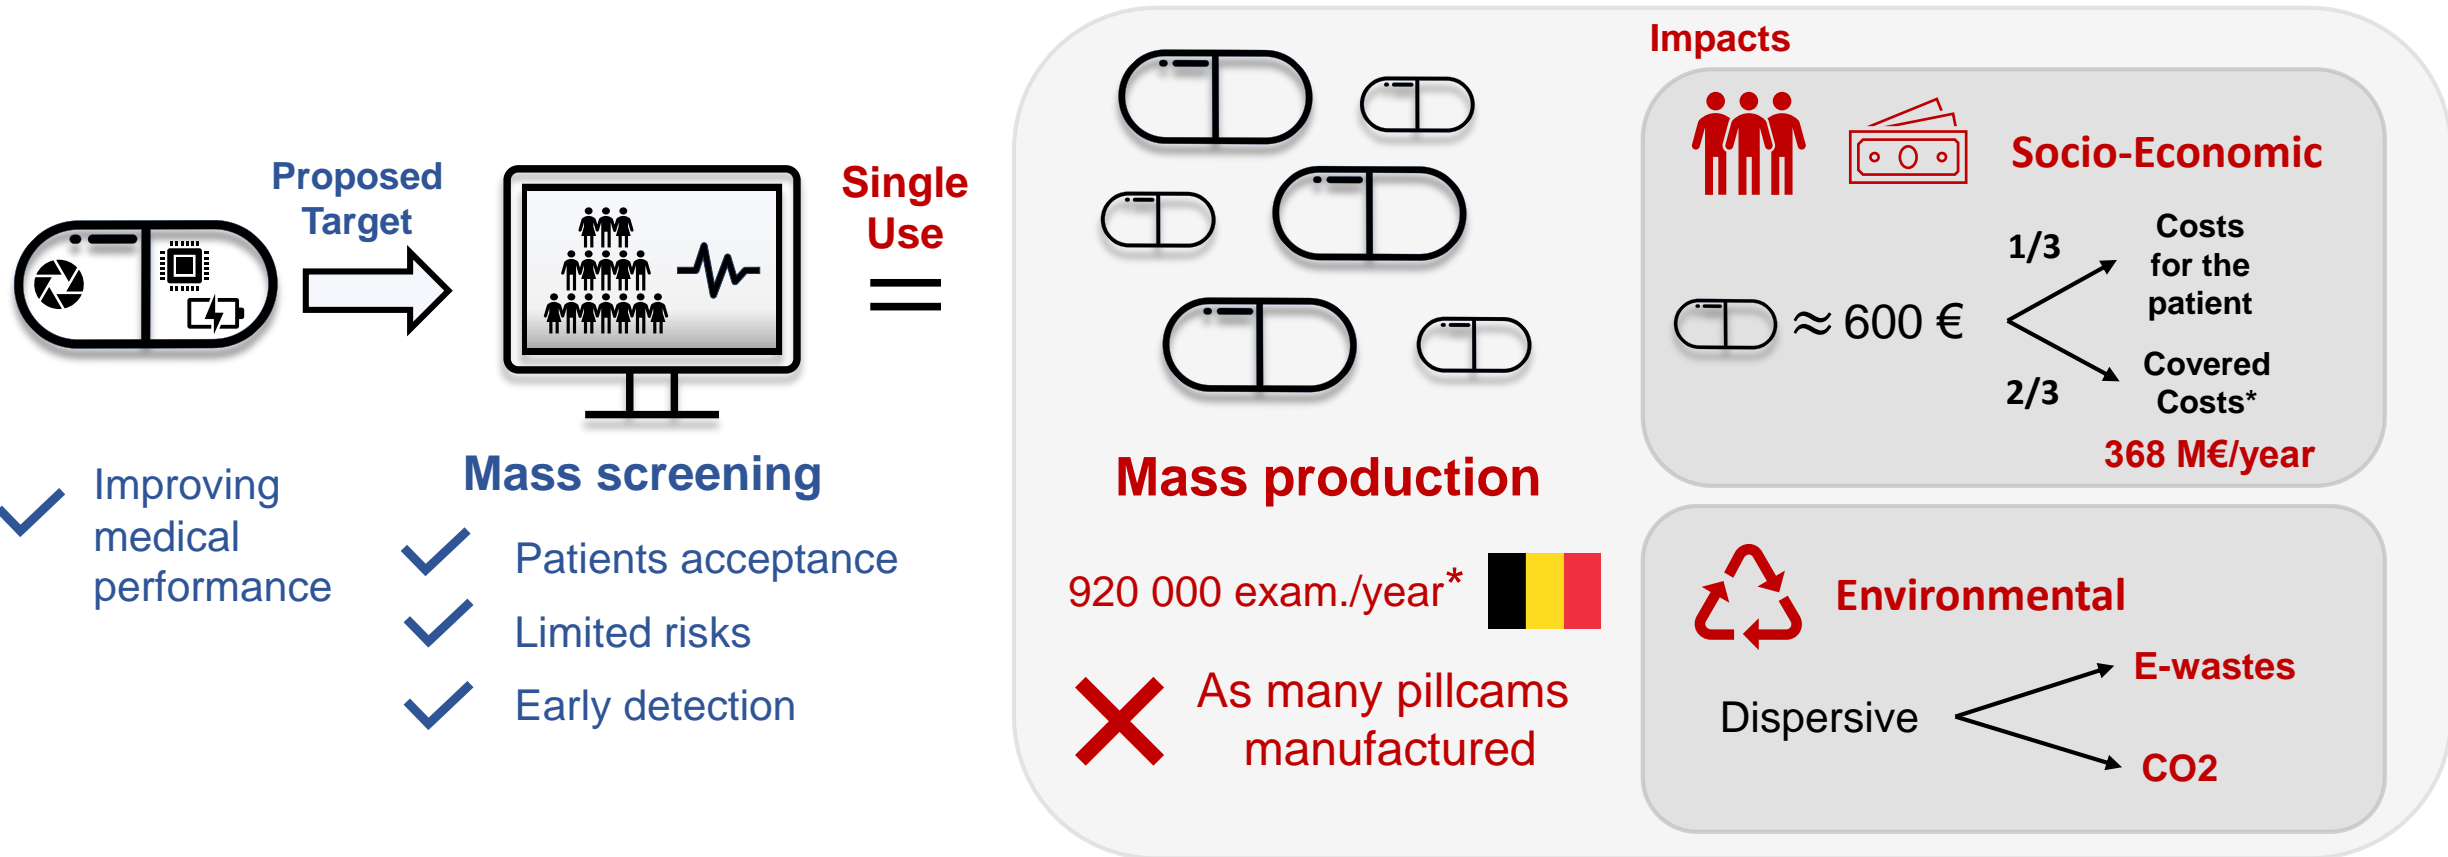 Proposed
Target
Improving
medical
performance
Mass screening
Patients acceptance
Limited risks
Early detection
Single
Use
=
Mass production
920 000 exam./year*
As many pillcams
manufactured
Impacts
Socio-Economic
≈ 600 €
1/3
Costs
for the
patient
2/3
Covered
Costs*
368 M€/year
Environmental
Dispersive
E-wastes
CO2